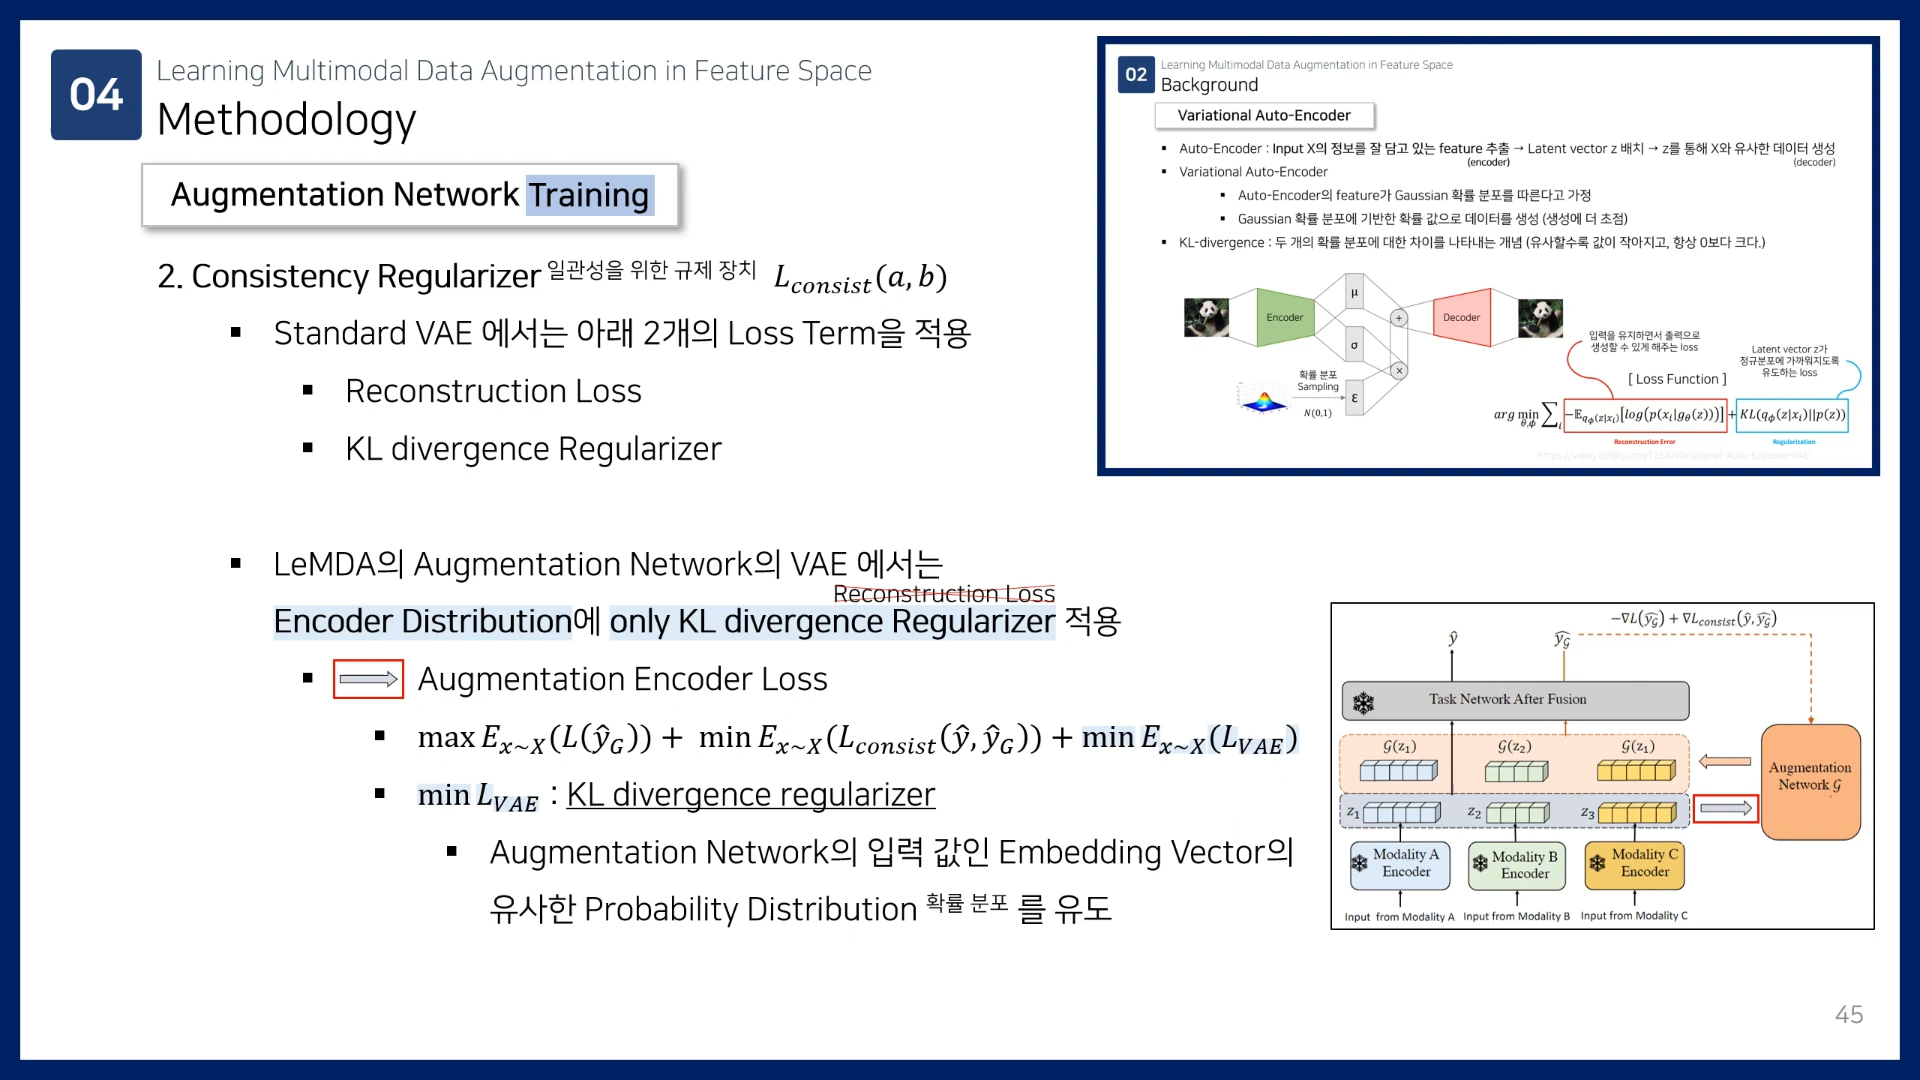 04
Learning Multimodal Data Augmentation in Feature Space
Methodology
Augmentation Network Training
2. Consistency Regularizer 일관성을 위한 규제 장치 L_consist(a, b)
▪ Standard VAE 에서는 아래 2개의 Loss Term을 적용
▪ Reconstruction Loss
▪ KL divergence Regularizer
▪ LeMDA의 Augmentation Network의 VAE 에서는
Reconstruction Loss
Encoder Distribution에 only KL divergence Regularizer 적용
▪ Augmentation Encoder Loss
▪ max E_{x~X}(L(ŷ_G)) + min E_{x~X}(L_consist(ŷ, ŷ_G)) + min E_{x~X}(L_VAE)
▪ min L_VAE : KL divergence regularizer
▪ Augmentation Network의 입력 값인 Embedding Vector의
유사한 Probability Distribution 확률 분포 를 유도
02
Learning Multimodal Data Augmentation in Feature Space
Background
Variational Auto-Encoder
▪ Auto-Encoder : Input X의 정보를 잘 담고 있는 feature 추출 → Latent vector z 배치 → z를 통해 X와 유사한 데이터 생성
(encoder) (decoder)
▪ Variational Auto-Encoder
▪ Auto-Encoder의 feature가 Gaussian 확률 분포를 따른다고 가정
▪ Gaussian 확률 분포에 기반한 확률 값으로 데이터를 생성 (생성에 더 초점)
▪ KL-divergence : 두 개의 확률 분포에 대한 차이를 나타내는 개념 (유사할수록 값이 작아지고, 항상 0보다 크다.)
Encoder
μ
σ
ε
+
×
Decoder
확률 분포
Sampling
N(0,1)
입력을 유지하면서 출력으로
생성할 수 있게 해주는 loss
Latent vector z가
정규분포에 가까워지도록
유도하는 loss
[ Loss Function ]
arg min_{θ,ϕ} ∑_i −𝔼_{q_ϕ(z|x_i)}[log(p(x_i|g_θ(z)))] + KL(q_ϕ(z|x_i)||p(z))
Reconstruction Error
Regularization
https://velog.io/@gunny1254/Variational-Auto-Encoder-VAE
−∇L(ŷ_G) + ∇L_consist(ŷ, ŷ_G)
ŷ
ŷ_G
Task Network After Fusion
G(z₁)
G(z₂)
G(z₁)
z₁
z₂
z₃
Augmentation
Network G
Modality A
Encoder
Modality B
Encoder
Modality C
Encoder
Input from Modality A
Input from Modality B
Input from Modality C
45